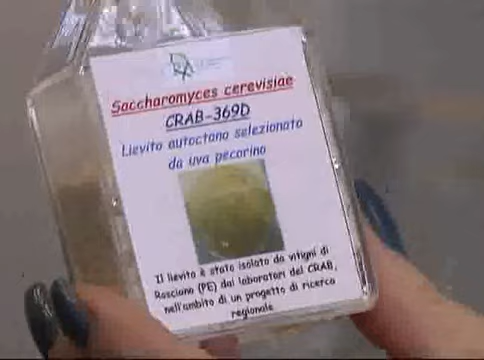 Saccharomyces cerevisiae
CRAB-369D
Lievito autoctono selezionato
da uva pecorino
Il lievito è stato isolato da vitigni di
Rosciano (PE) dai laboratori del CRAB,
nell'ambito di un progetto di ricerca
regionale